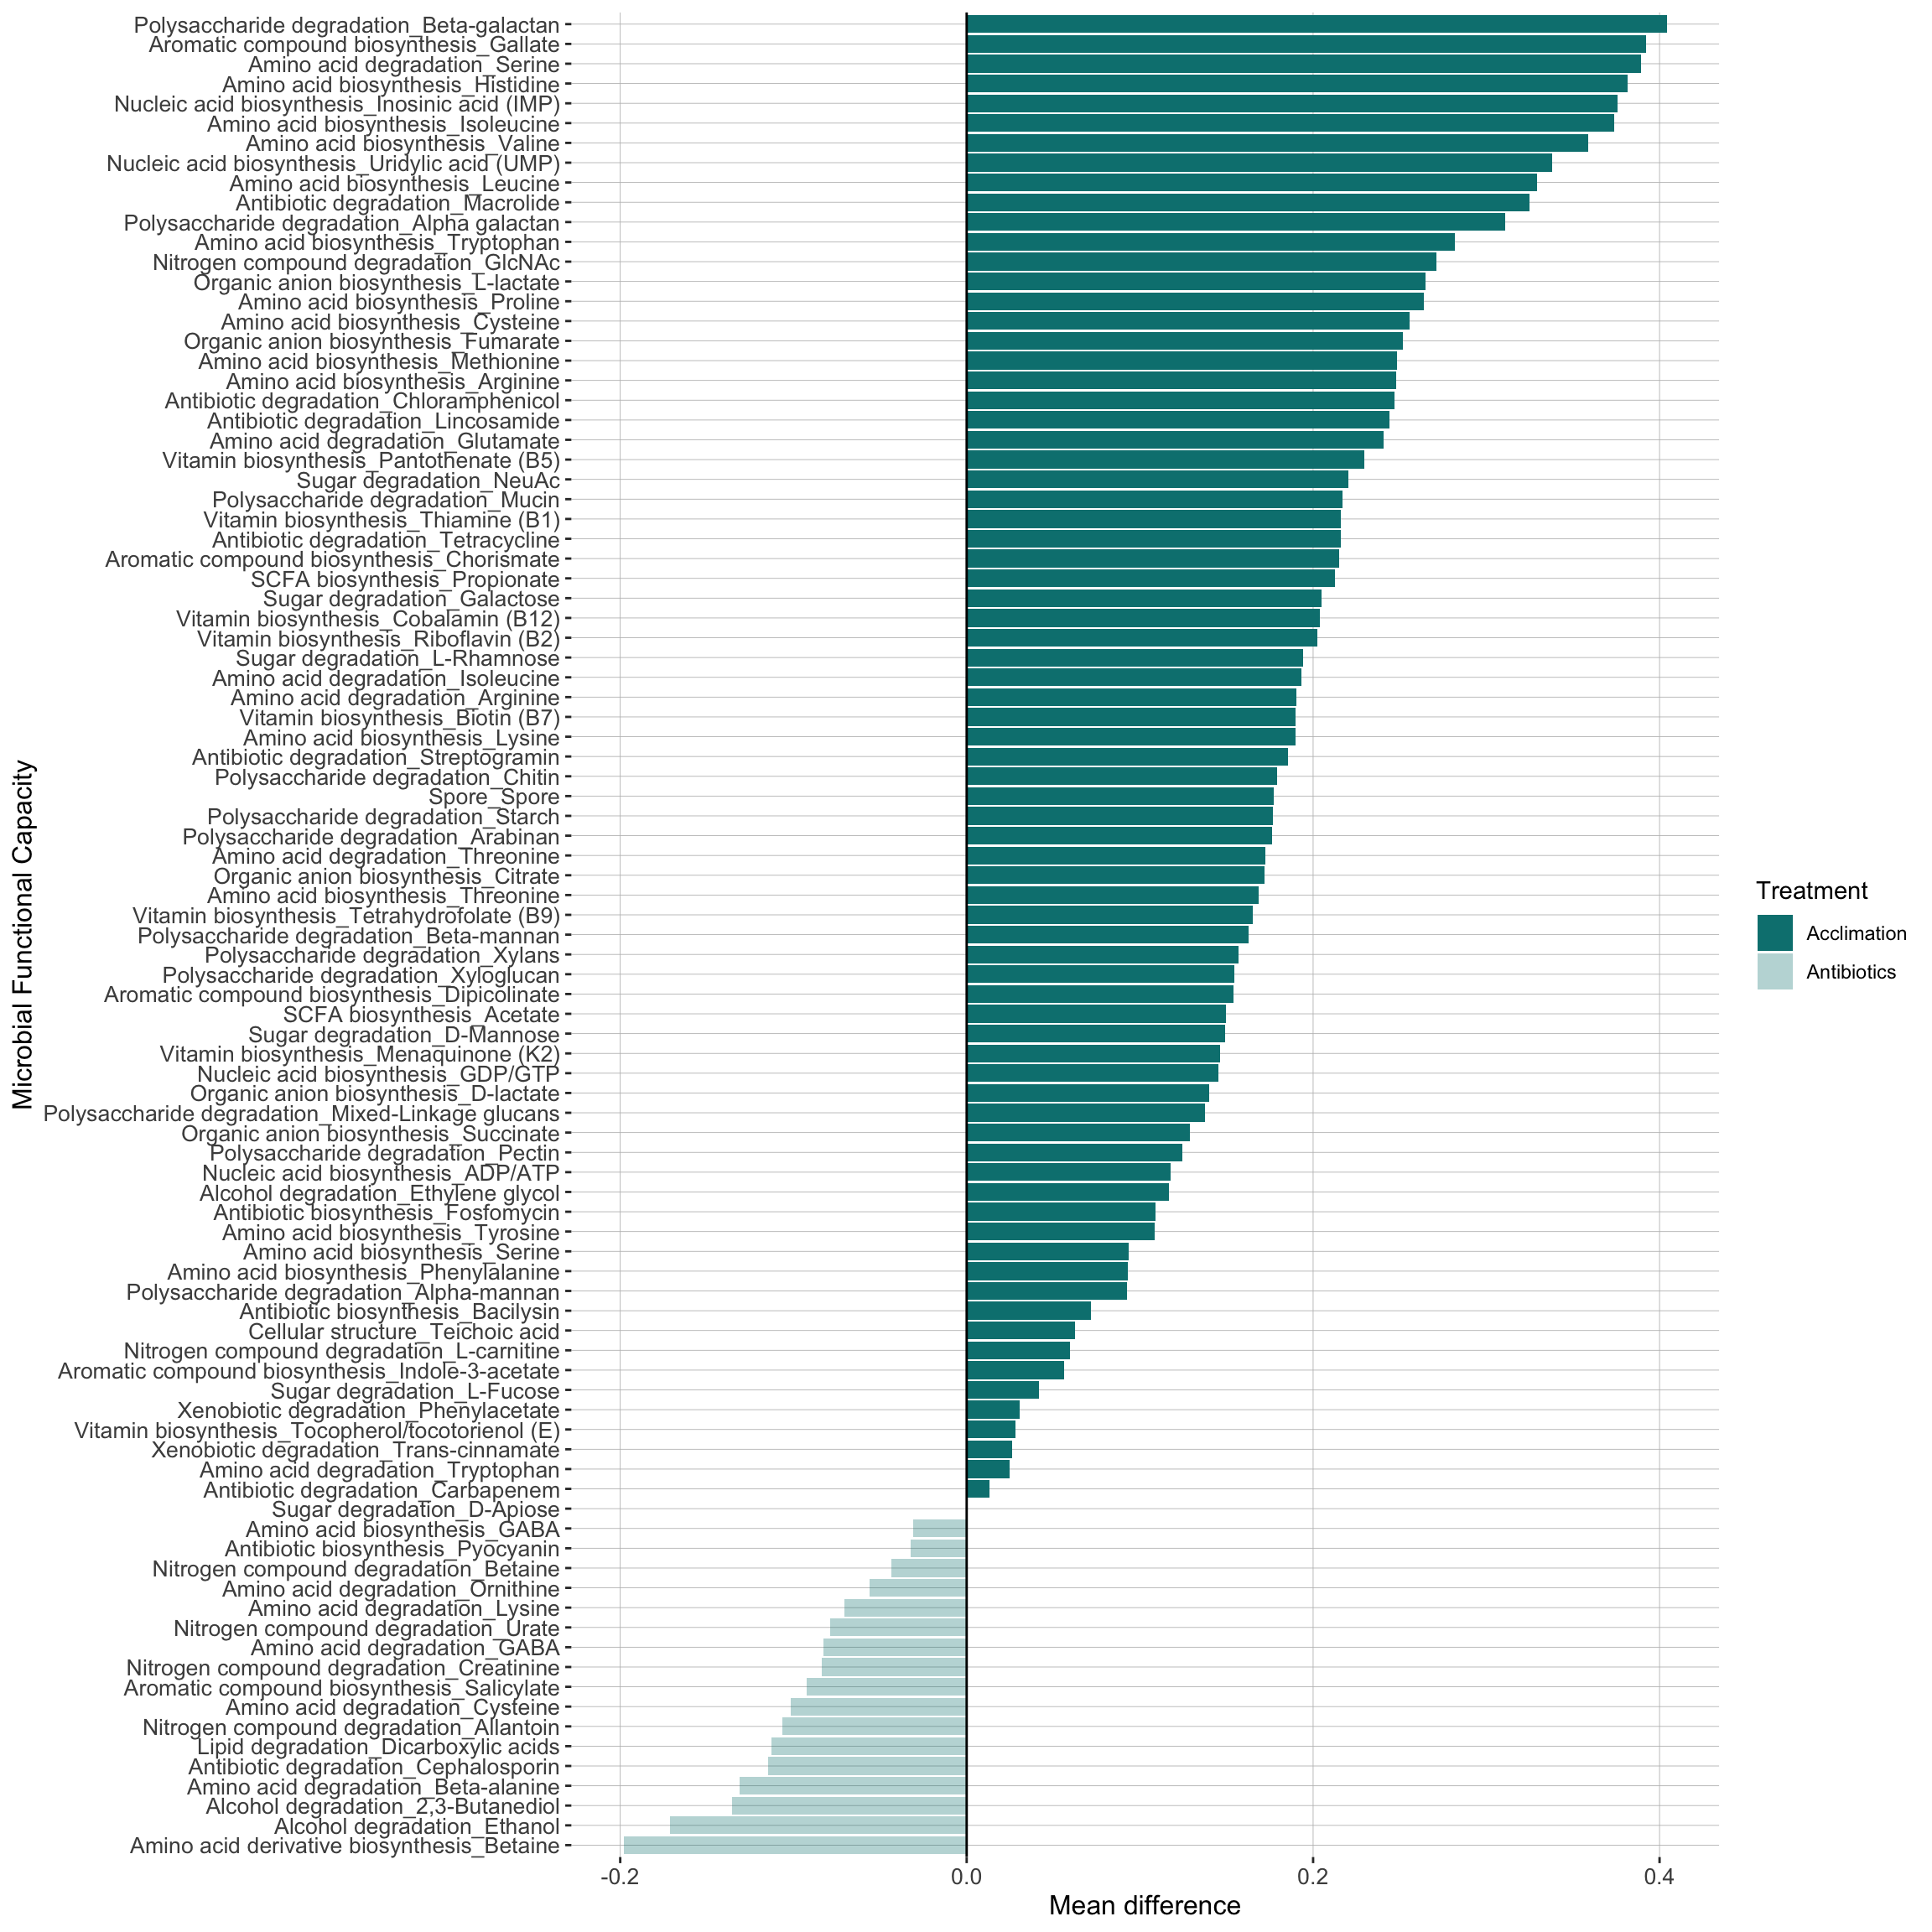 Polysaccharide degradation_Beta-galactan
Aromatic compound biosynthesis_Gallate
Amino acid degradation_Serine
Amino acid biosynthesis_Histidine
Nucleic acid biosynthesis_Inosinic acid (IMP)
Amino acid biosynthesis_Isoleucine
Amino acid biosynthesis_Valine
Nucleic acid biosynthesis_Uridylic acid (UMP)
Amino acid biosynthesis_Leucine
Antibiotic degradation_Macrolide
Polysaccharide degradation_Alpha galactan
Amino acid biosynthesis_Tryptophan
Nitrogen compound degradation_GlcNAc
Organic anion biosynthesis_L-lactate
Amino acid biosynthesis_Proline
Amino acid biosynthesis_Cysteine
Organic anion biosynthesis_Fumarate
Amino acid biosynthesis_Methionine
Amino acid biosynthesis_Arginine
Antibiotic degradation_Chloramphenicol
Antibiotic degradation_Lincosamide
Amino acid degradation_Glutamate
Vitamin biosynthesis_Pantothenate (B5)
Sugar degradation_NeuAc
Polysaccharide degradation_Mucin
Vitamin biosynthesis_Thiamine (B1)
Antibiotic degradation_Tetracycline
Aromatic compound biosynthesis_Chorismate
SCFA biosynthesis_Propionate
Sugar degradation_Galactose
Vitamin biosynthesis_Cobalamin (B12)
Vitamin biosynthesis_Riboflavin (B2)
Sugar degradation_L-Rhamnose
Amino acid degradation_Isoleucine
Amino acid degradation_Arginine
Vitamin biosynthesis_Biotin (B7)
Amino acid biosynthesis_Lysine
Antibiotic degradation_Streptogramin
Polysaccharide degradation_Chitin
Spore_Spore
Polysaccharide degradation_Starch
Polysaccharide degradation_Arabinan
Amino acid degradation_Threonine
Organic anion biosynthesis_Citrate
Amino acid biosynthesis_Threonine
Vitamin biosynthesis_Tetrahydrofolate (B9)
Polysaccharide degradation_Beta-mannan
Polysaccharide degradation_Xylans
Polysaccharide degradation_Xyloglucan
Aromatic compound biosynthesis_Dipicolinate
SCFA biosynthesis_Acetate
Sugar degradation_D-Mannose
Vitamin biosynthesis_Menaquinone (K2)
Nucleic acid biosynthesis_GDP/GTP
Organic anion biosynthesis_D-lactate
Polysaccharide degradation_Mixed-Linkage glucans
Organic anion biosynthesis_Succinate
Polysaccharide degradation_Pectin
Nucleic acid biosynthesis_ADP/ATP
Alcohol degradation_Ethylene glycol
Antibiotic biosynthesis_Fosfomycin
Amino acid biosynthesis_Tyrosine
Amino acid biosynthesis_Serine
Amino acid biosynthesis_Phenylalanine
Polysaccharide degradation_Alpha-mannan
Antibiotic biosynthesis_Bacilysin
Cellular structure_Teichoic acid
Nitrogen compound degradation_L-carnitine
Aromatic compound biosynthesis_Indole-3-acetate
Sugar degradation_L-Fucose
Xenobiotic degradation_Phenylacetate
Vitamin biosynthesis_Tocopherol/tocotorienol (E)
Xenobiotic degradation_Trans-cinnamate
Amino acid degradation_Tryptophan
Antibiotic degradation_Carbapenem
Sugar degradation_D-Apiose
Amino acid biosynthesis_GABA
Antibiotic biosynthesis_Pyocyanin
Nitrogen compound degradation_Betaine
Amino acid degradation_Ornithine
Amino acid degradation_Lysine
Nitrogen compound degradation_Urate
Amino acid degradation_GABA
Nitrogen compound degradation_Creatinine
Aromatic compound biosynthesis_Salicylate
Amino acid degradation_Cysteine
Nitrogen compound degradation_Allantoin
Lipid degradation_Dicarboxylic acids
Antibiotic degradation_Cephalosporin
Amino acid degradation_Beta-alanine
Alcohol degradation_2,3-Butanediol
Alcohol degradation_Ethanol
Amino acid derivative biosynthesis_Betaine
Microbial Functional Capacity
-0.2
0.0
0.2
0.4
Mean difference
Treatment
Acclimation
Antibiotics